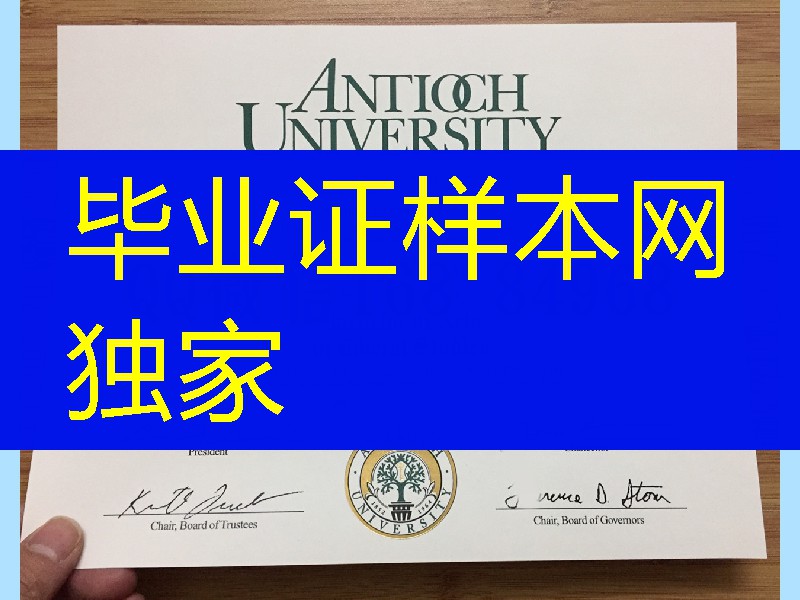 ANTIOCH
UNIVERSITY
毕业证样本网
独家
President
Chair, Board of Trustees
Chair, Board of Governors
UNIVERSITY